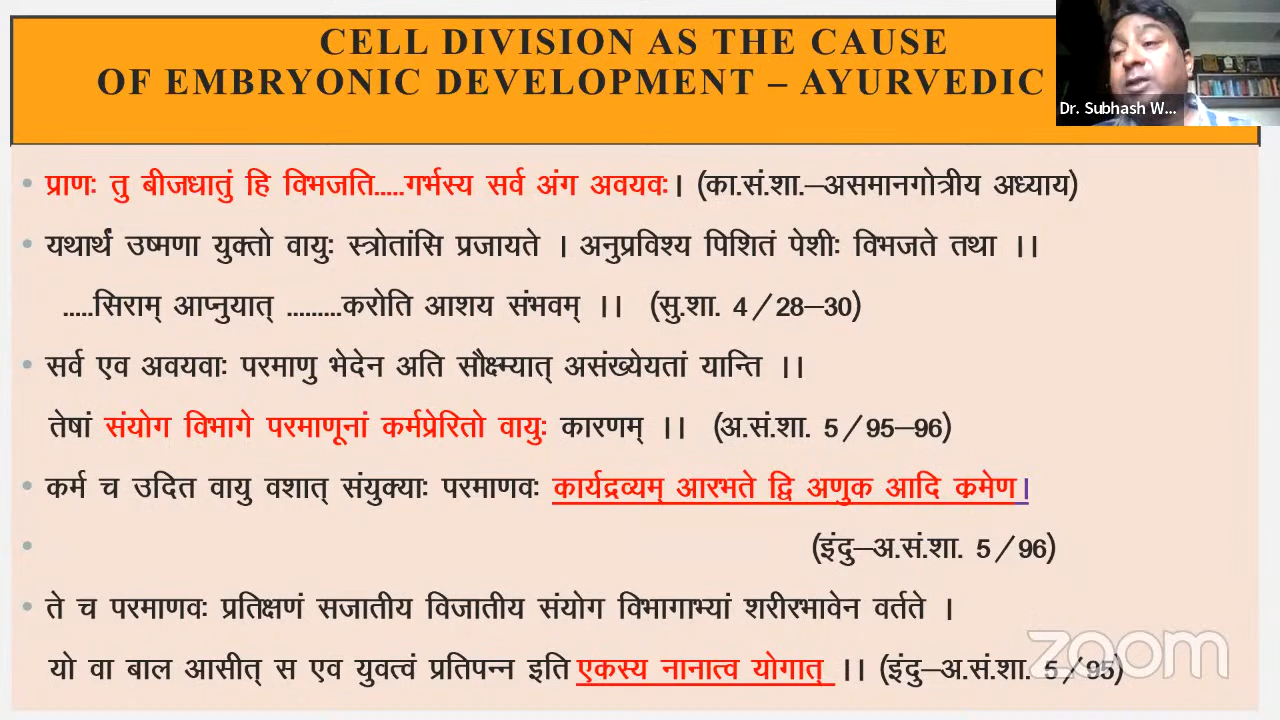 CELL DIVISION AS THE CAUSE
OF EMBRYONIC DEVELOPMENT – AYURVEDIC
Dr. Subhash W...
• प्राणः तु बीजधातुं हि विभजति.....गर्भस्य सर्व अंग अवयवः। (का.सं.शा.–असमानगोत्रीय अध्याय)
• यथार्थं उष्मणा युक्तो वायुः स्त्रोतांसि प्रजायते । अनुप्रविश्य पिशितं पेशीः विभजते तथा ।।
.....सिराम् आप्नुयात् .........करोति आशय संभवम् ।। (सु.शा. 4/28–30)
• सर्व एव अवयवाः परमाणु भेदेन अति सौक्ष्म्यात् असंख्येयतां यान्ति ।।
तेषां संयोग विभागे परमाणूनां कर्मप्रेरितो वायुः कारणम् ।। (अ.सं.शा. 5/95–96)
• कर्म च उदित वायु वशात् संयुक्याः परमाणवः कार्यद्रव्यम् आरभते द्वि अणुक आदि कमेण।
• (इंदु–अ.सं.शा. 5/96)
• ते च परमाणवः प्रतिक्षणं सजातीय विजातीय संयोग विभागाभ्यां शरीरभावेन वर्तते ।
यो वा बाल आसीत् स एव युवत्वं प्रतिपन्न इति एकस्य नानात्व योगात् ।। (इंदु–अ.सं.शा. 5/95)
zoom